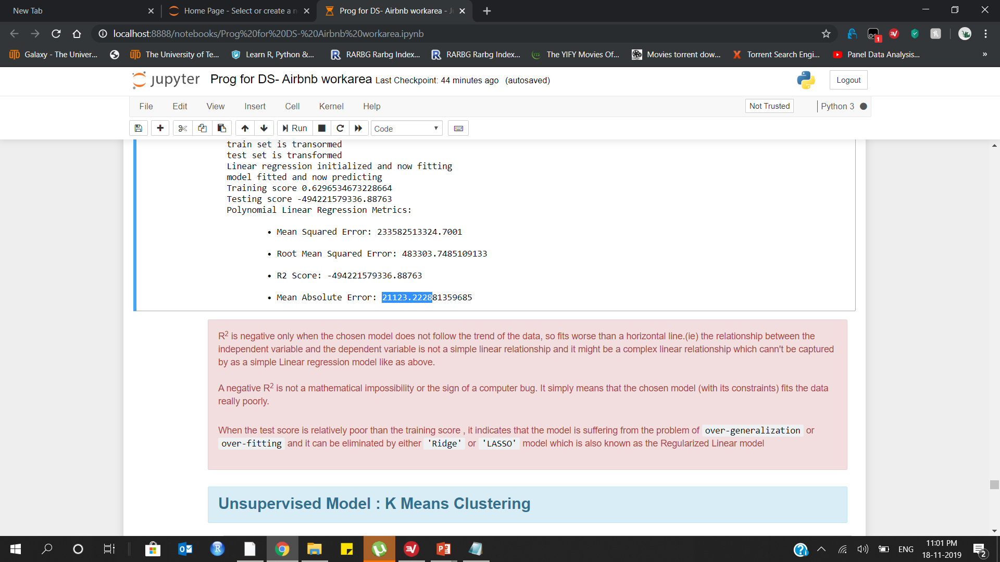 New Tab
Home Page - Select or create a n
Prog for DS- Airbnb workarea - J
localhost:8888/notebooks/Prog%20for%20DS-%20Airbnb%20workarea.ipynb
1
Galaxy - The Univer...
The University of Te...
Learn R, Python &...
RARBG Rarbg Index...
RARBG Rarbg Index...
The YIFY Movies Of...
Movies torrent dow...
Torrent Search Engi...
Panel Data Analysis...
»
jupyter Prog for DS- Airbnb workarea Last Checkpoint: 44 minutes ago (autosaved)
Logout
File Edit View Insert Cell Kernel Help
Not Trusted
Python 3
Run
Code
train set is transormed
test set is transformed
Linear regression initialized and now fitting
model fitted and now predicting
Training score 0.6296534673228664
Testing score -494221579336.88763
Polynomial Linear Regression Metrics:
• Mean Squared Error: 233582513324.7001
• Root Mean Squared Error: 483303.7485109133
• R2 Score: -494221579336.88763
• Mean Absolute Error: 21123.222881359685
R² is negative only when the chosen model does not follow the trend of the data, so fits worse than a horizontal line.(ie) the relationship between the
independent variable and the dependent variable is not a simple linear relationship and it might be a complex linear relationship which cann't be captured
by as a simple Linear regression model like as above.
A negative R² is not a mathematical impossibility or the sign of a computer bug. It simply means that the chosen model (with its constraints) fits the data
really poorly.
When the test score is relatively poor than the training score , it indicates that the model is suffering from the problem of over-generalization or
over-fitting and it can be eliminated by either 'Ridge' or 'LASSO' model which is also known as the Regularized Linear model
Unsupervised Model : K Means Clustering
ENG
11:01 PM
18-11-2019
2